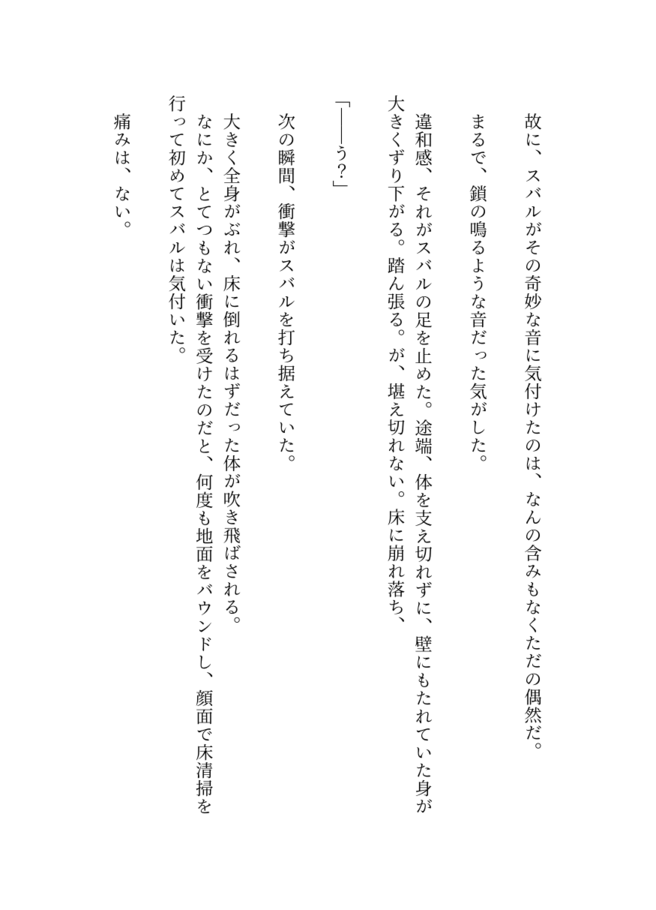 故に、スバルがその奇妙な音に気付けたのは、なんの含みもなくただの偶然だ。
まるで、鎖の鳴るような音だった気がした。
違和感、それがスバルの足を止めた。途端、体を支え切れずに、壁にもたれていた身が
大きくずり下がる。踏ん張る。が、堪え切れない。床に崩れ落ち、
「――う？」
次の瞬間、衝撃がスバルを打ち据えていた。
大きく全身がぶれ、床に倒れるはずだった体が吹き飛ばされる。
なにか、とてつもない衝撃を受けたのだと、何度も地面をバウンドし、顔面で床清掃を
行って初めてスバルは気付いた。
痛みは、ない。